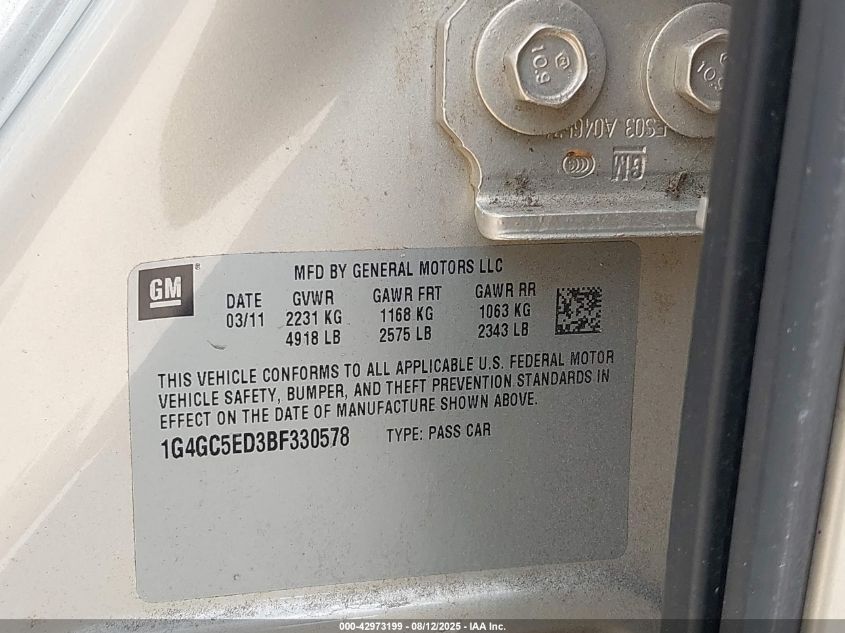 10.9
10.9
ES03 A046
GM
GM
MFD BY GENERAL MOTORS LLC
DATE GVWR GAWR FRT GAWR RR
03/11 2231 KG 1168 KG 1063 KG
4918 LB 2575 LB 2343 LB
THIS VEHICLE CONFORMS TO ALL APPLICABLE U.S. FEDERAL MOTOR
VEHICLE SAFETY, BUMPER, AND THEFT PREVENTION STANDARDS IN
EFFECT ON THE DATE OF MANUFACTURE SHOWN ABOVE.
1G4GC5ED3BF330578 TYPE: PASS CAR
000-42973199 - 08/12/2025 - IAA Inc.